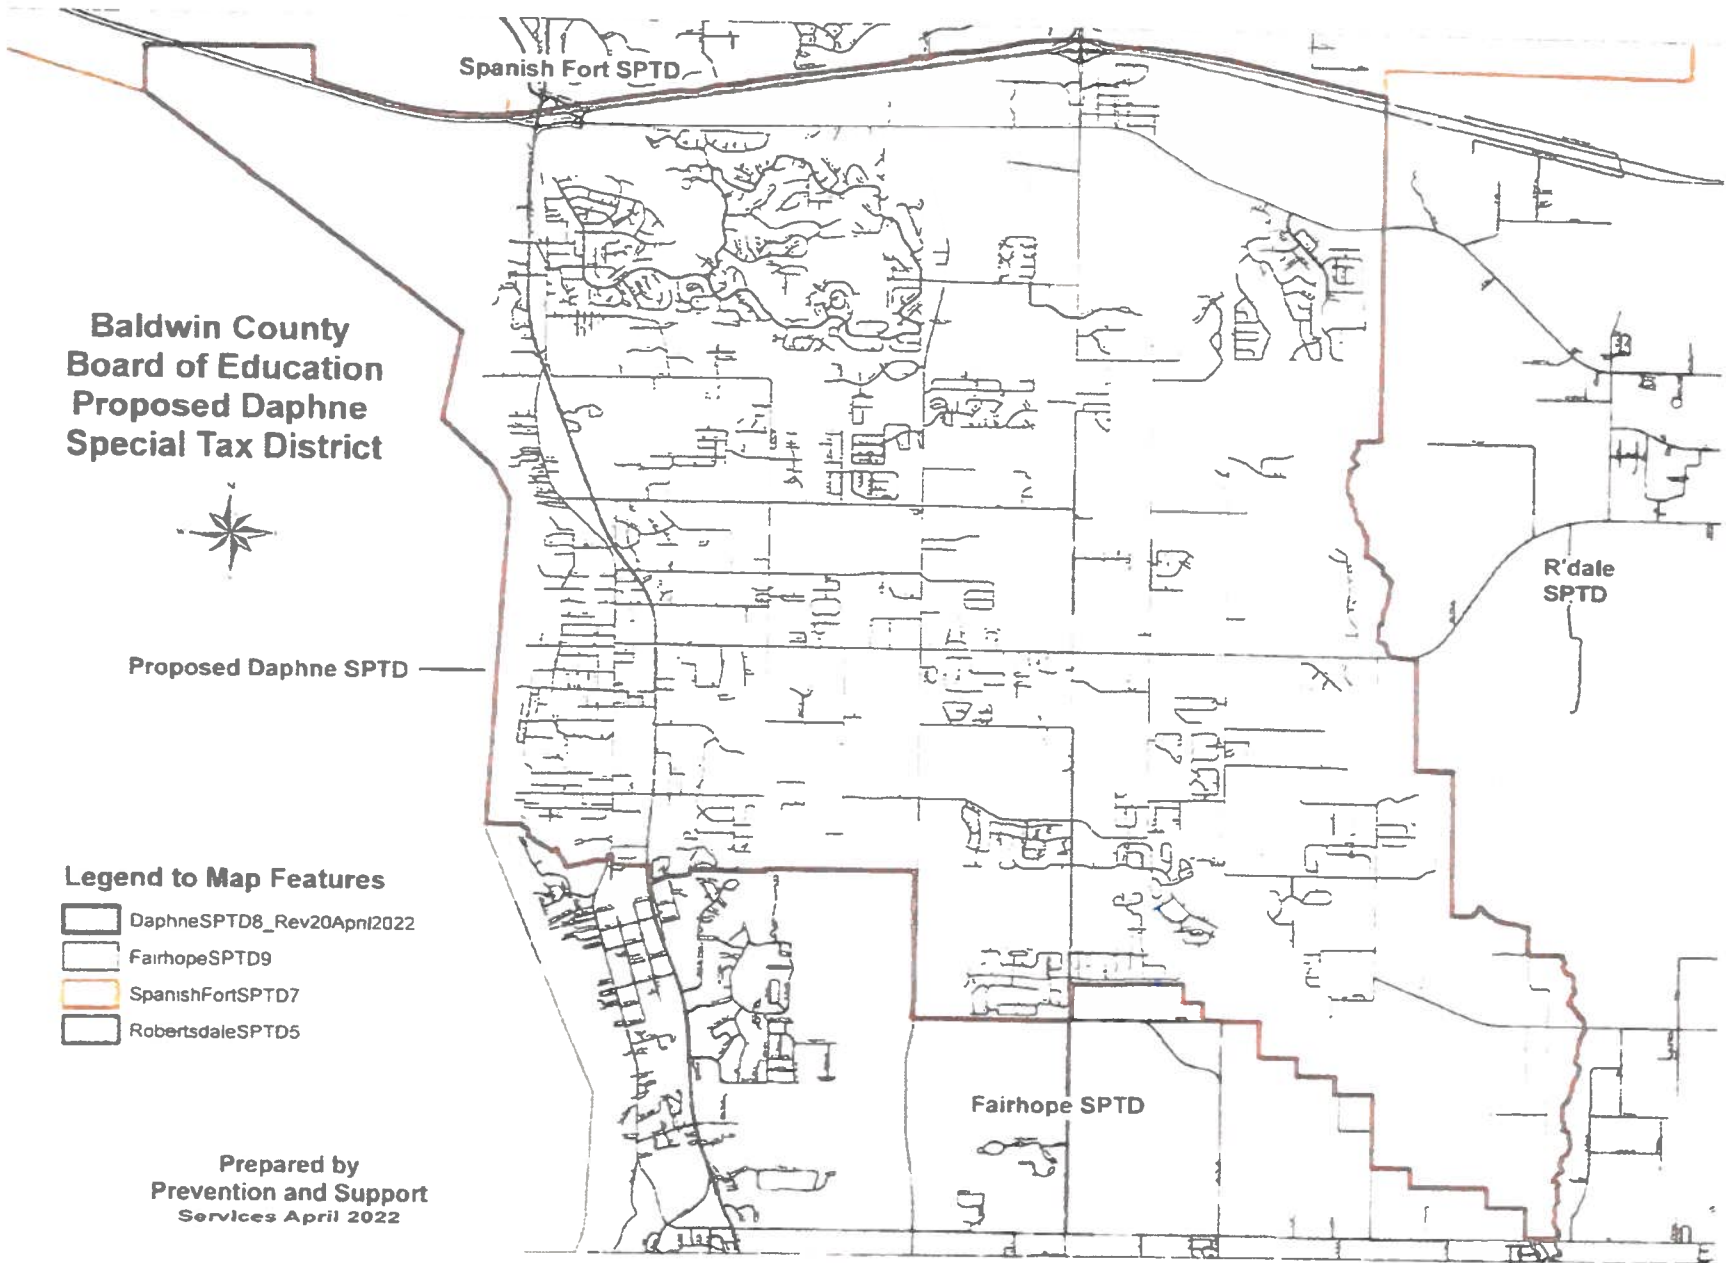 Spanish Fort SPTD
Baldwin County
Board of Education
Proposed Daphne
Special Tax District
R'dale
SPTD
Proposed Daphne SPTD
Legend to Map Features
DaphneSPTD8_Rev20April2022
FairhopeSPTD9
SpanishFortSPTD7
RobertsdaleSPTD5
Fairhope SPTD
Prepared by
Prevention and Support
Services April 2022